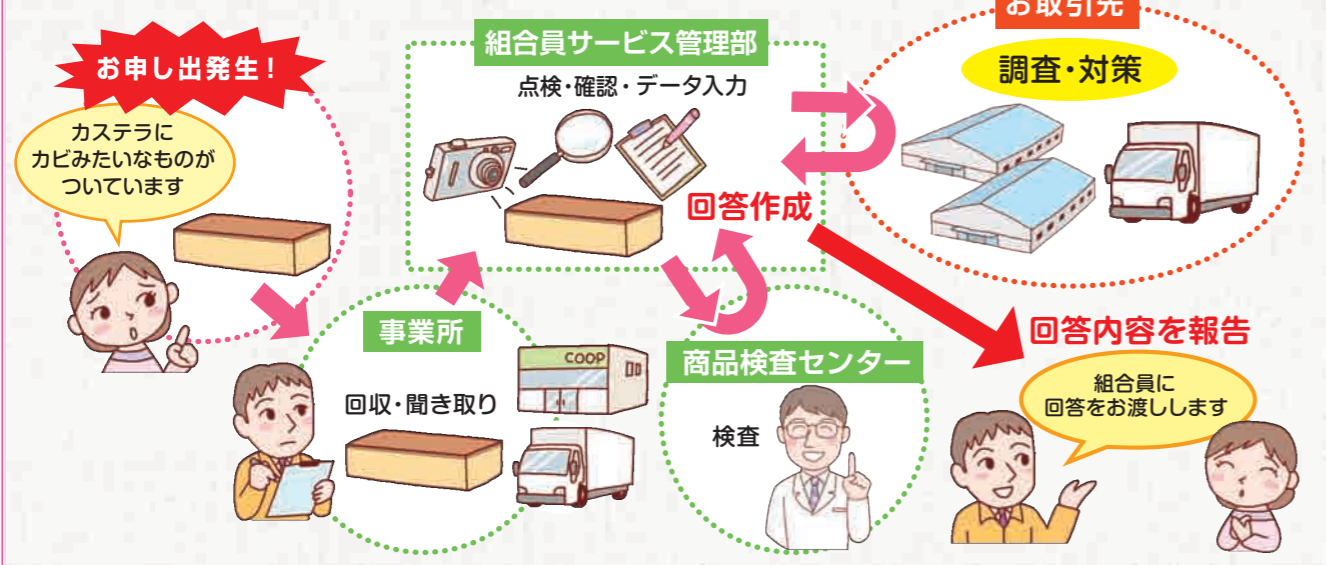 お申し出発生！
カステラに
カビみたいなものが
ついています
事業所
回収・聞き取り
COOP
組合員サービス管理部
点検・確認・データ入力
回答作成
商品検査センター
検査
お取引先
調査・対策
回答内容を報告
組合員に
回答をお渡しします